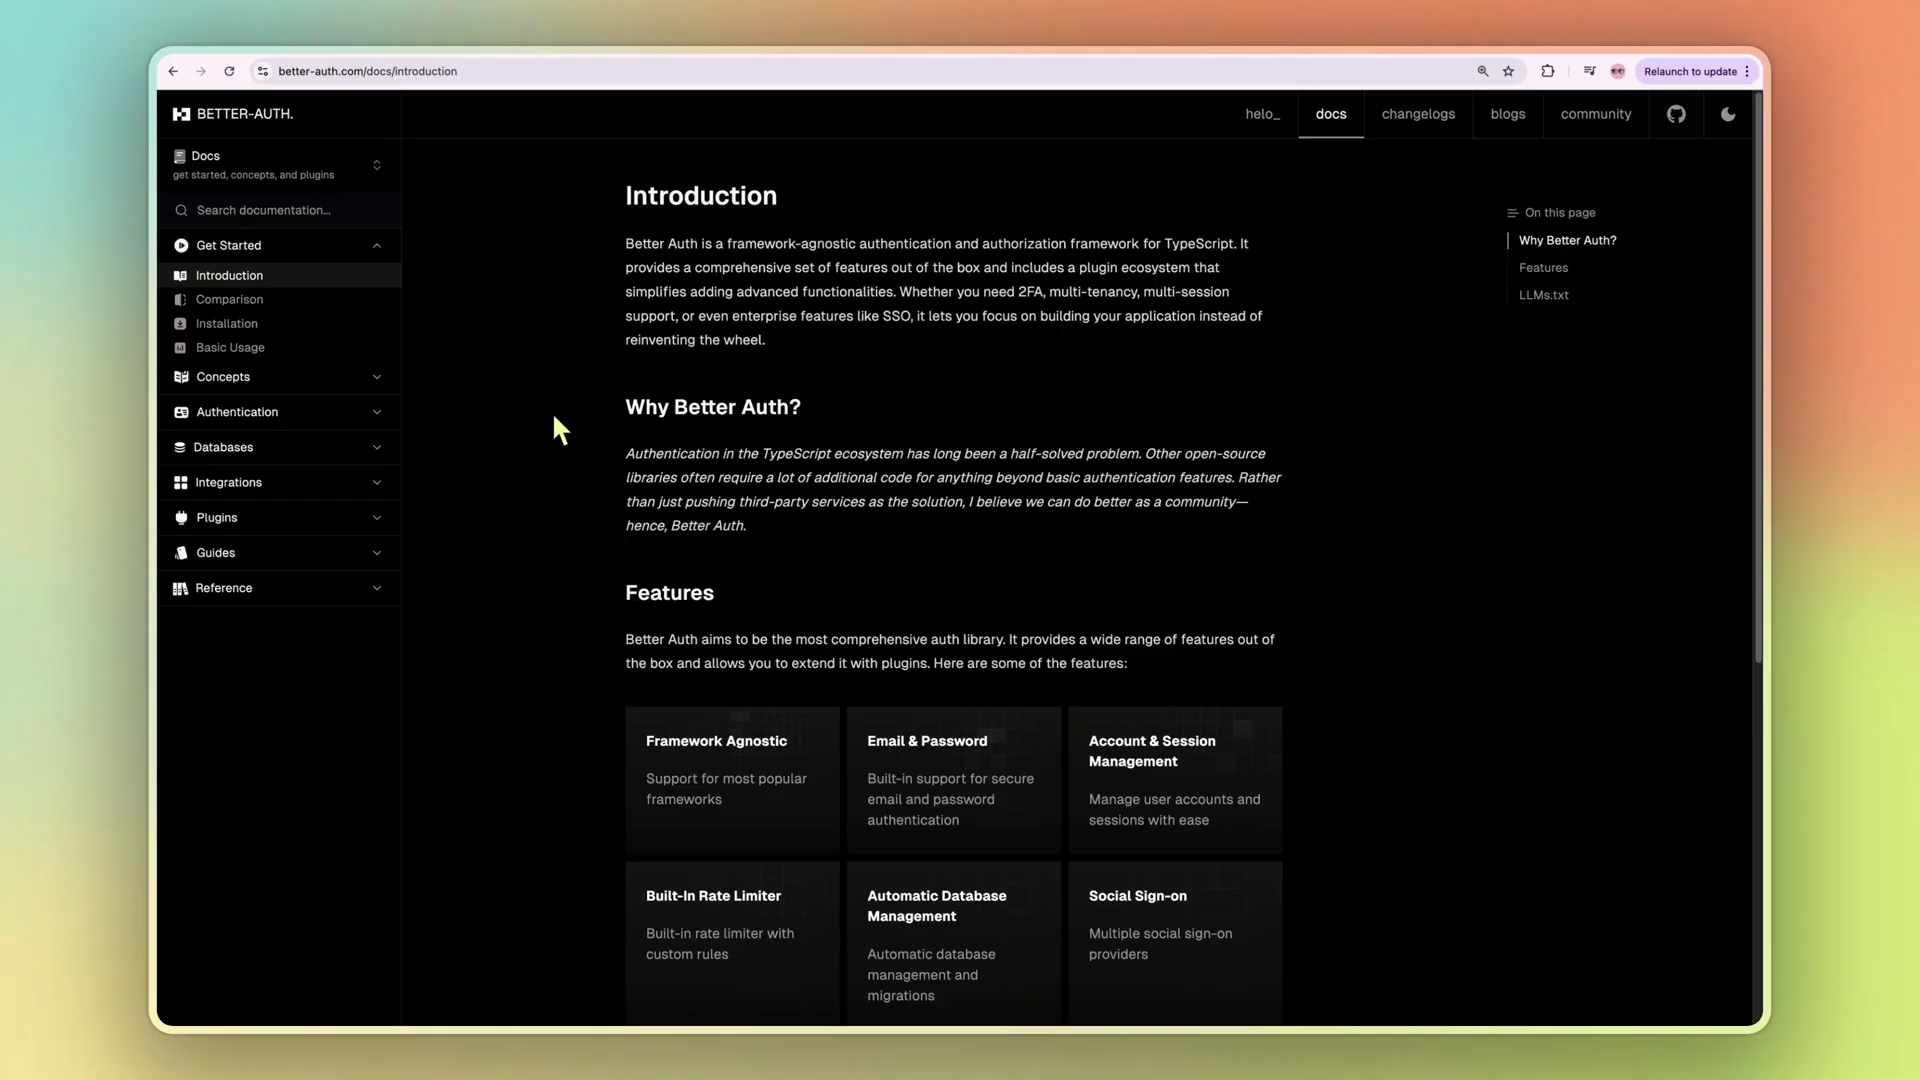 better-auth.com/docs/introduction
Relaunch to update
BETTER-AUTH.
helo_
docs
changelogs
blogs
community
Docs
get started, concepts, and plugins
Search documentation...
Get Started
Introduction
Comparison
Installation
Basic Usage
Concepts
Authentication
Databases
Integrations
Plugins
Guides
Reference
Introduction
Better Auth is a framework-agnostic authentication and authorization framework for TypeScript. It
provides a comprehensive set of features out of the box and includes a plugin ecosystem that
simplifies adding advanced functionalities. Whether you need 2FA, multi-tenancy, multi-session
support, or even enterprise features like SSO, it lets you focus on building your application instead of
reinventing the wheel.
Why Better Auth?
Authentication in the TypeScript ecosystem has long been a half-solved problem. Other open-source
libraries often require a lot of additional code for anything beyond basic authentication features. Rather
than just pushing third-party services as the solution, I believe we can do better as a community—
hence, Better Auth.
Features
Better Auth aims to be the most comprehensive auth library. It provides a wide range of features out of
the box and allows you to extend it with plugins. Here are some of the features:
Framework Agnostic
Support for most popular
frameworks
Email & Password
Built-in support for secure
email and password
authentication
Account & Session
Management
Manage user accounts and
sessions with ease
Built-In Rate Limiter
Built-in rate limiter with
custom rules
Automatic Database
Management
Automatic database
management and
migrations
Social Sign-on
Multiple social sign-on
providers
On this page
Why Better Auth?
Features
LLMs.txt